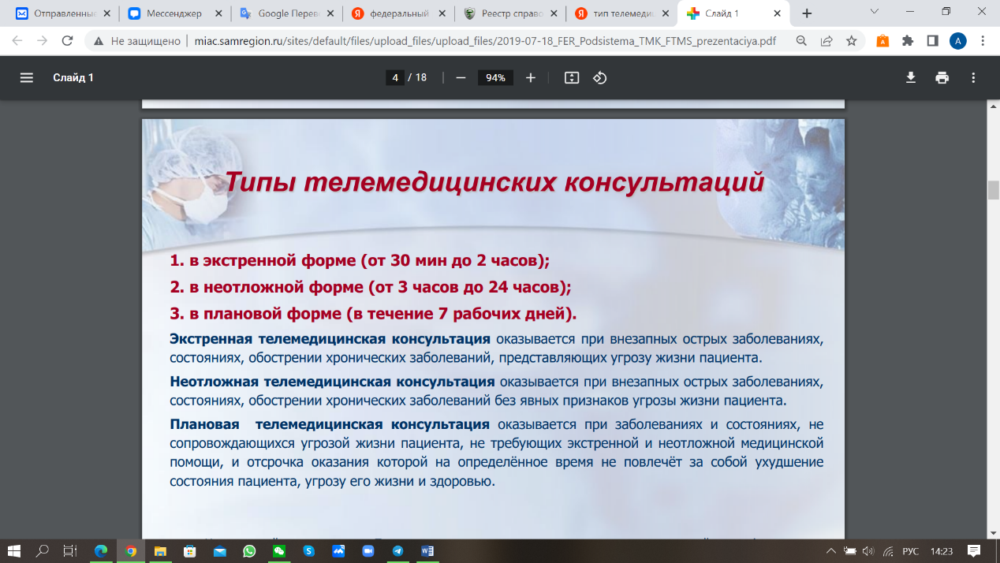 Отправленные
Мессенджер
Google Перев
федеральный
Реестр справо
тип телемедиц
Слайд 1
Не защищено
miac.samregion.ru/sites/default/files/upload_files/upload_files/2019-07-18_FER_Podsistema_TMK_FTMS_prezentaciya.pdf
A
Слайд 1
4 / 18
94%
Типы телемедицинских консультаций
1. в экстренной форме (от 30 мин до 2 часов);
2. в неотложной форме (от 3 часов до 24 часов);
3. в плановой форме (в течение 7 рабочих дней).
Экстренная телемедицинская консультация оказывается при внезапных острых заболеваниях,
состояниях, обострении хронических заболеваний, представляющих угрозу жизни пациента.
Неотложная телемедицинская консультация оказывается при внезапных острых заболеваниях,
состояниях, обострении хронических заболеваний без явных признаков угрозы жизни пациента.
Плановая телемедицинская консультация оказывается при заболеваниях и состояниях, не
сопровождающихся угрозой жизни пациента, не требующих экстренной и неотложной медицинской
помощи, и отсрочка оказания которой на определённое время не повлечёт за собой ухудшение
состояния пациента, угрозу его жизни и здоровью.
РУС
14:23